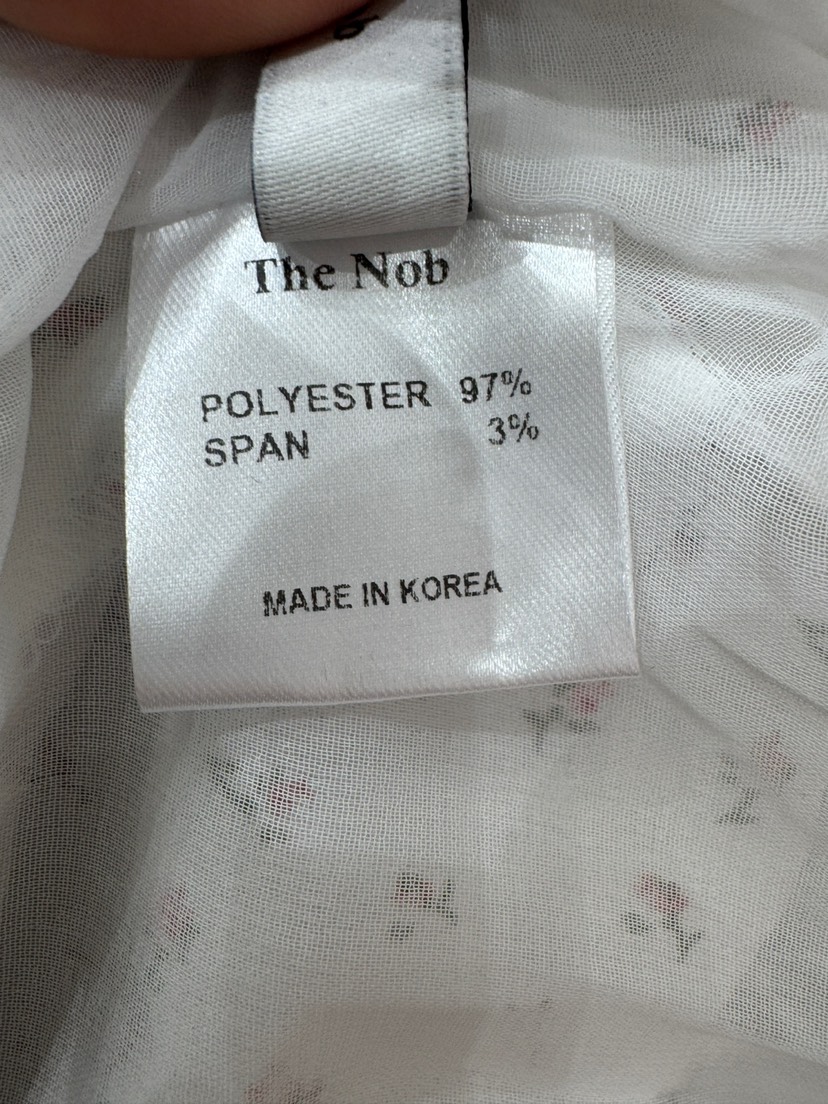 The Nob
POLYESTER 97%
SPAN 3%
MADE IN KOREA